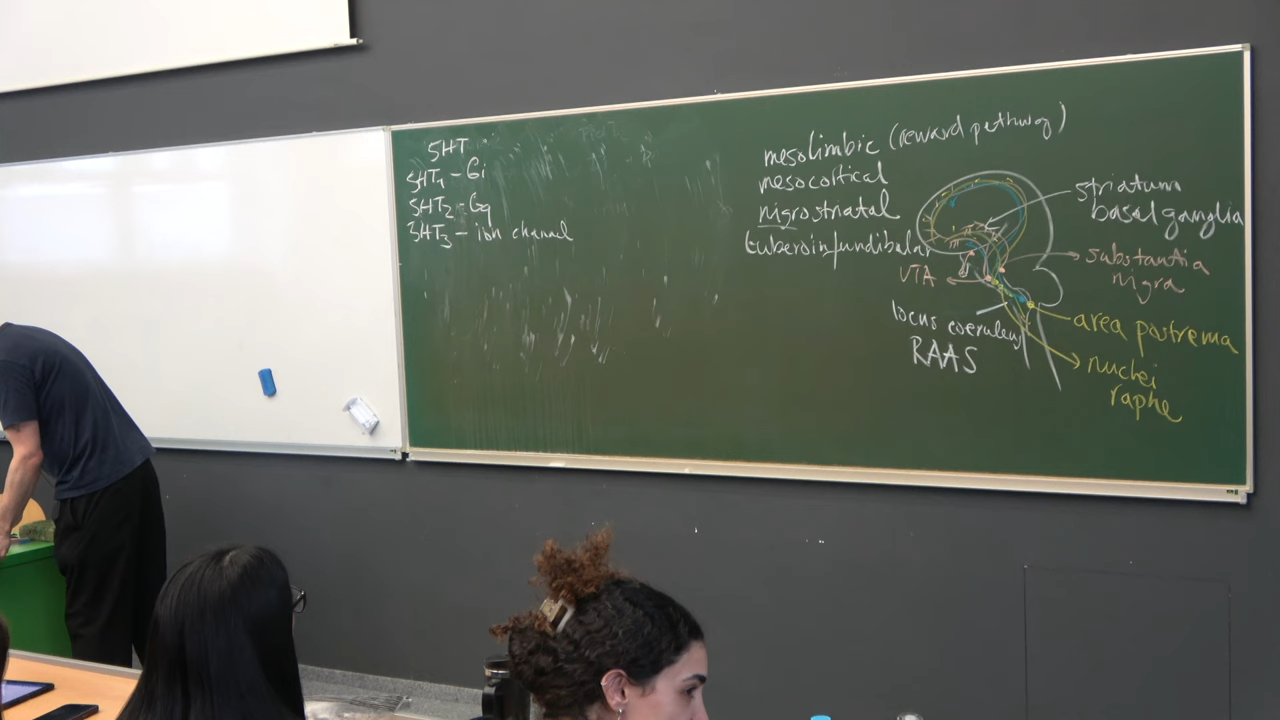 5HT
5HT1 - Gi
5HT2 - Gq
5HT3 - ion channel
mesolimbic (reward pathway)
mesocortical
nigrostriatal
tuberoinfundibular
striatum
basal ganglia
VTA
substantia
nigra
locus coeruleus
RAAS
area postrema
nuclei
raphe